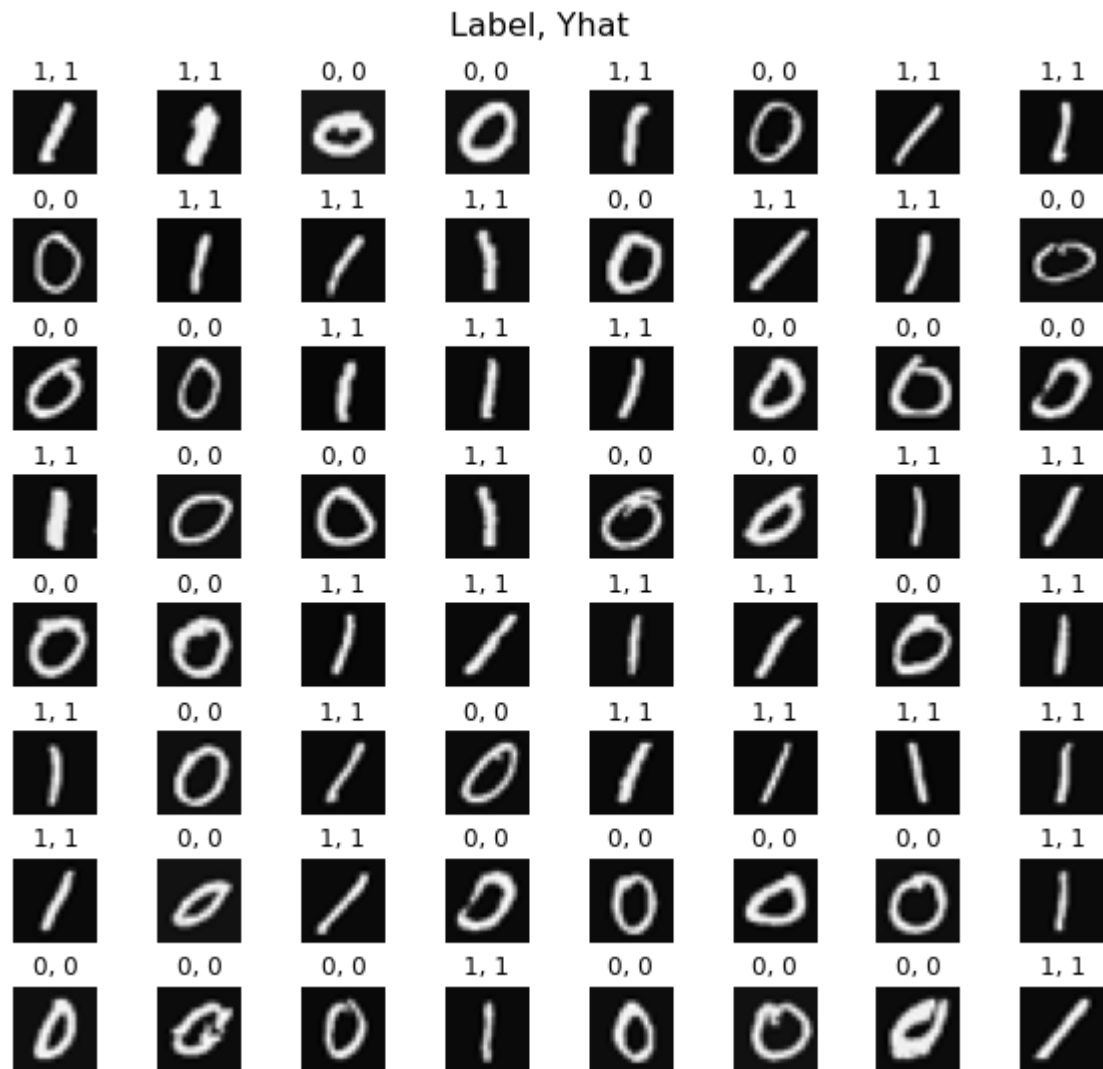 Label, Yhat
1, 1 1, 1 0, 0 0, 0 1, 1 0, 0 1, 1 1, 1
0, 0 1, 1 1, 1 1, 1 0, 0 1, 1 1, 1 0, 0
0, 0 0, 0 1, 1 1, 1 1, 1 0, 0 0, 0 0, 0
1, 1 0, 0 0, 0 1, 1 0, 0 0, 0 1, 1 1, 1
0, 0 0, 0 1, 1 1, 1 1, 1 1, 1 0, 0 1, 1
1, 1 0, 0 1, 1 0, 0 1, 1 1, 1 1, 1 1, 1
1, 1 0, 0 1, 1 0, 0 0, 0 0, 0 0, 0 1, 1
0, 0 0, 0 0, 0 1, 1 0, 0 0, 0 0, 0 1, 1